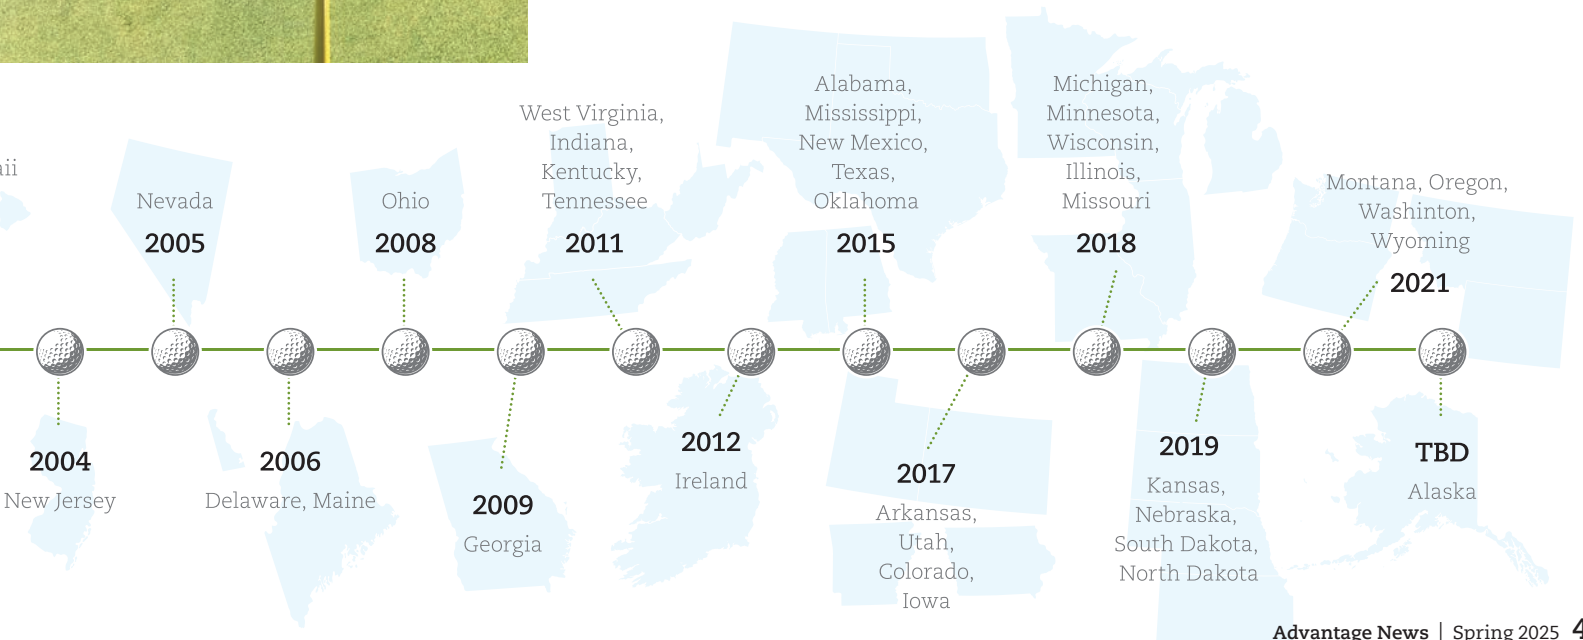 Nevada
2005
Ohio
2008
West Virginia,
Indiana,
Kentucky,
Tennessee
2011
Alabama,
Mississippi,
New Mexico,
Texas,
Oklahoma
2015
Michigan,
Minnesota,
Wisconsin,
Illinois,
Missouri
2018
Montana, Oregon,
Washinton,
Wyoming
2021
2004
New Jersey
2006
Delaware, Maine
2009
Georgia
2012
Ireland
2017
Arkansas,
Utah,
Colorado,
Iowa
2019
Kansas,
Nebraska,
South Dakota,
North Dakota
TBD
Alaska
Advantage News | Spring 2025